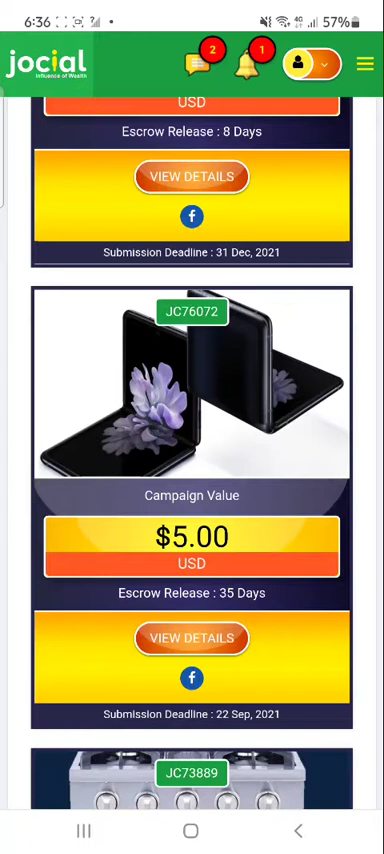 6:36
4G
57%
jocial
Influence of Wealth
2
1
USD
Escrow Release : 8 Days
VIEW DETAILS
f
Submission Deadline : 31 Dec, 2021
JC76072
Campaign Value
$5.00
USD
Escrow Release : 35 Days
VIEW DETAILS
f
Submission Deadline : 22 Sep, 2021
JC73889